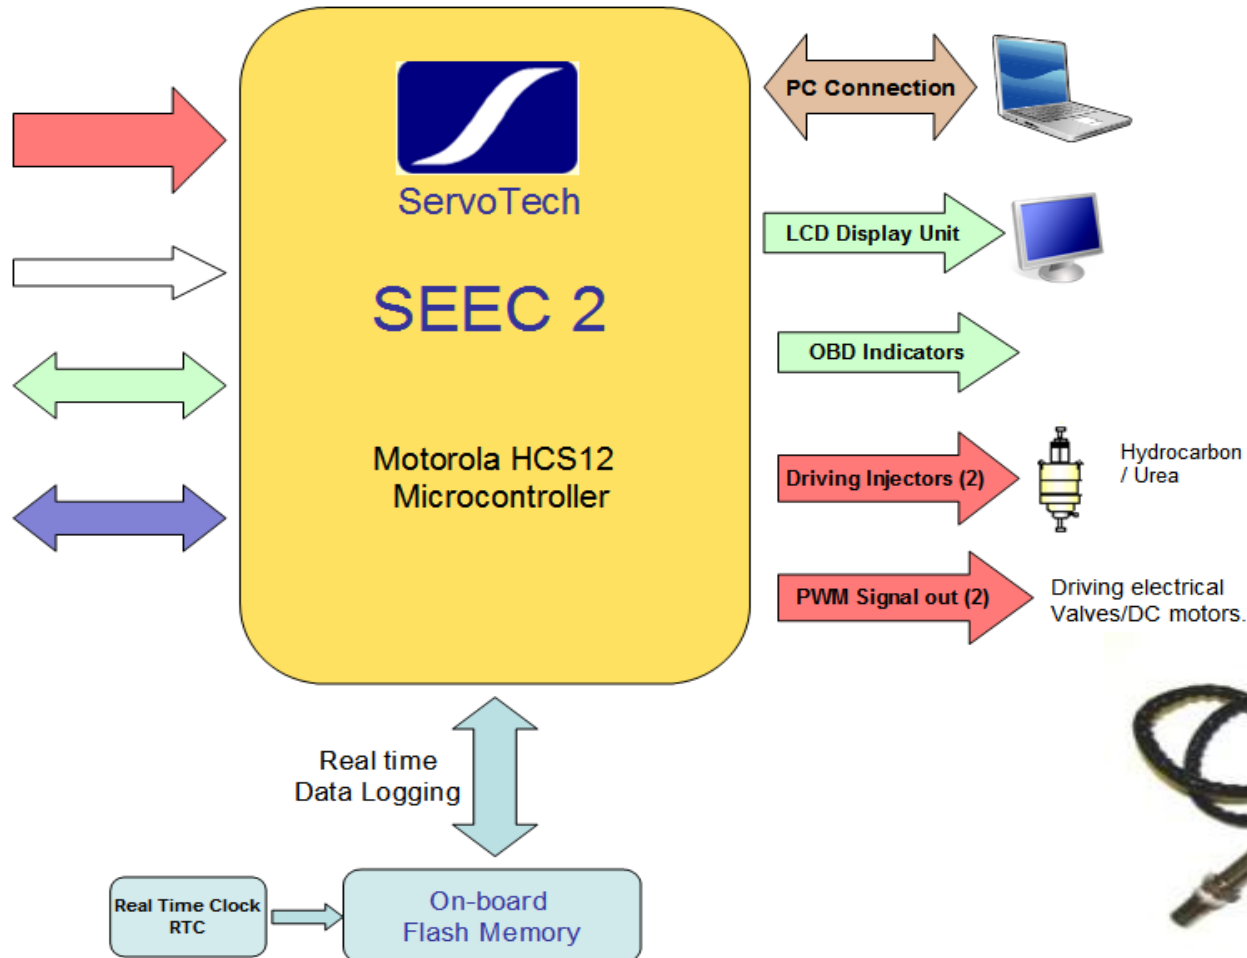 ServoTech
SEEC 2
Motorola HCS12
Microcontroller
PC Connection
LCD Display Unit
OBD Indicators
Driving Injectors (2)
Hydrocarbon
/ Urea
PWM Signal out (2)
Driving electrical
Valves/DC motors.
Real time
Data Logging
Real Time Clock
RTC
On-board
Flash Memory